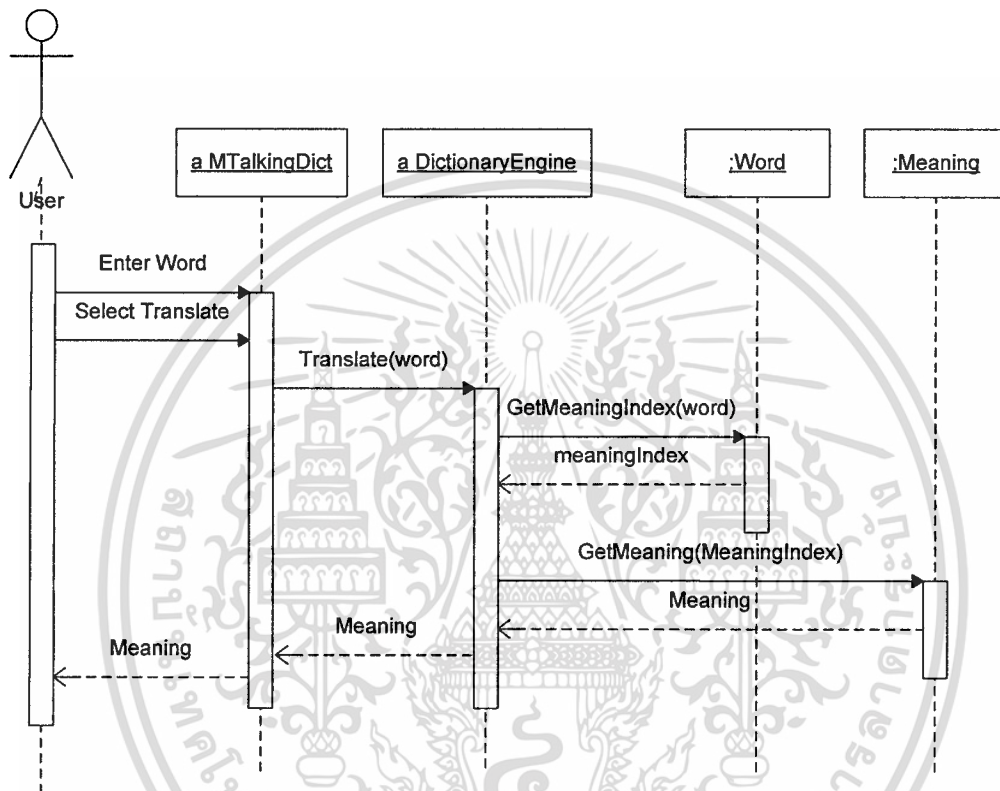 User
a MTalkingDict
a DictionaryEngine
;Word
;Meaning
Enter Word
Select Translate
Translate(word)
GetMeaningIndex(word)
meaningIndex
GetMeaning(MeaningIndex)
Meaning
Meaning
Meaning